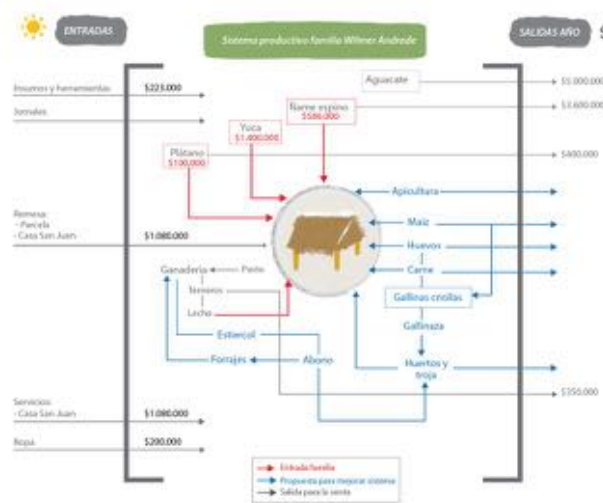 ENTRADAS
Sistema productivo familia Wilmer Andrade
SALIDAS AÑO
Insumos y herramientas $223.000
Jornales
Aguacate $5.000.000
Ñame espino $3.600.000
$586.000
Yuca
$1.400.000
Plátano $400.000
$100.000
Apicultura
Maíz
Huevos
Carne
Gallinas criollas
Gallinaza
Huertos y
troja
Remesa:
- Parcela
- Casa San Juan $1.080.000
Ganadería
Pasto
Terneros
Leche
Estiercol
Forrajes
Abono
$350.000
Servicios:
- Casa San Juan $1.080.000
Ropa $200.000
Entrada familia
Propuesta para mejorar sistema
Salida para la venta